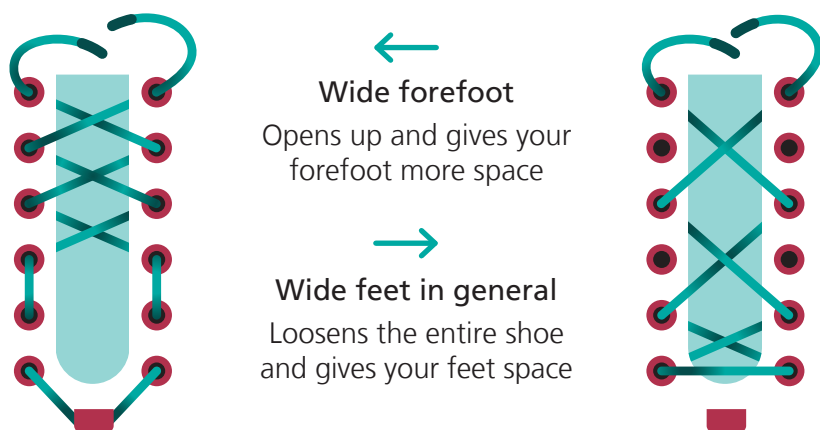 Wide forefoot
Opens up and gives your
forefoot more space
Wide feet in general
Loosens the entire shoe
and gives your feet space